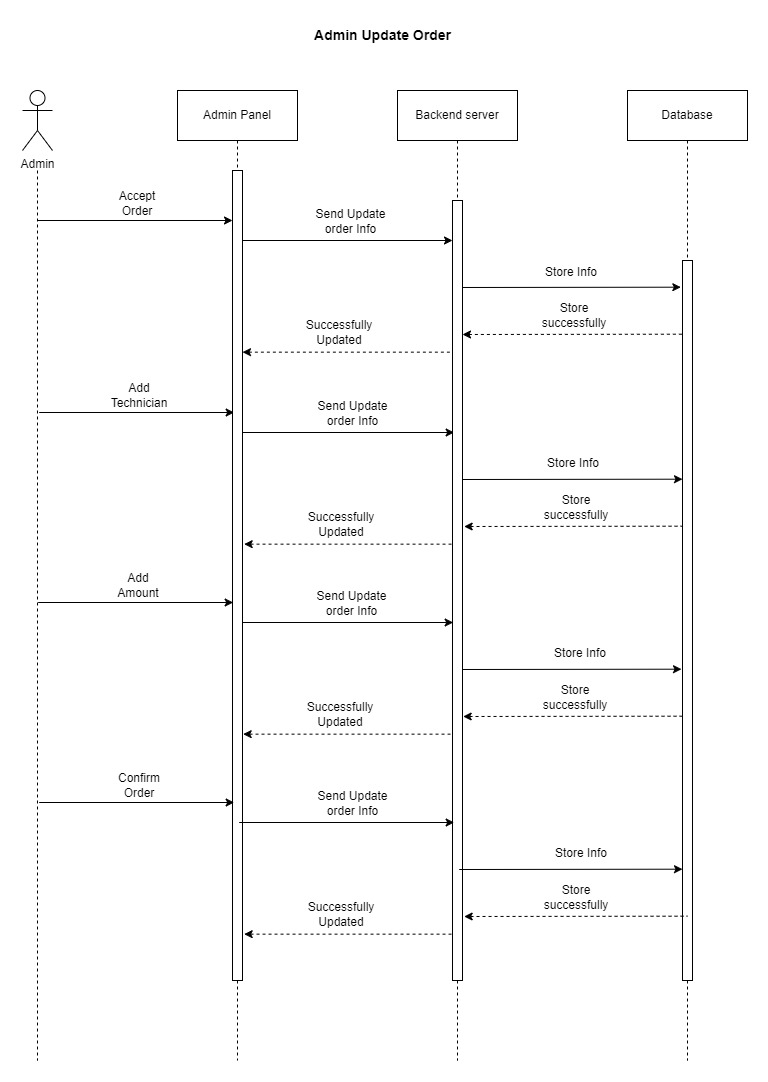 Admin Update Order
Admin Panel
Backend server
Database
Admin
Accept
Order
Send Update
order Info
Store Info
Store
successfully
Successfully
Updated
Add
Technician
Send Update
order Info
Store Info
Store
successfully
Successfully
Updated
Add
Amount
Send Update
order Info
Store Info
Store
successfully
Successfully
Updated
Confirm
Order
Send Update
order Info
Store Info
Store
successfully
Successfully
Updated